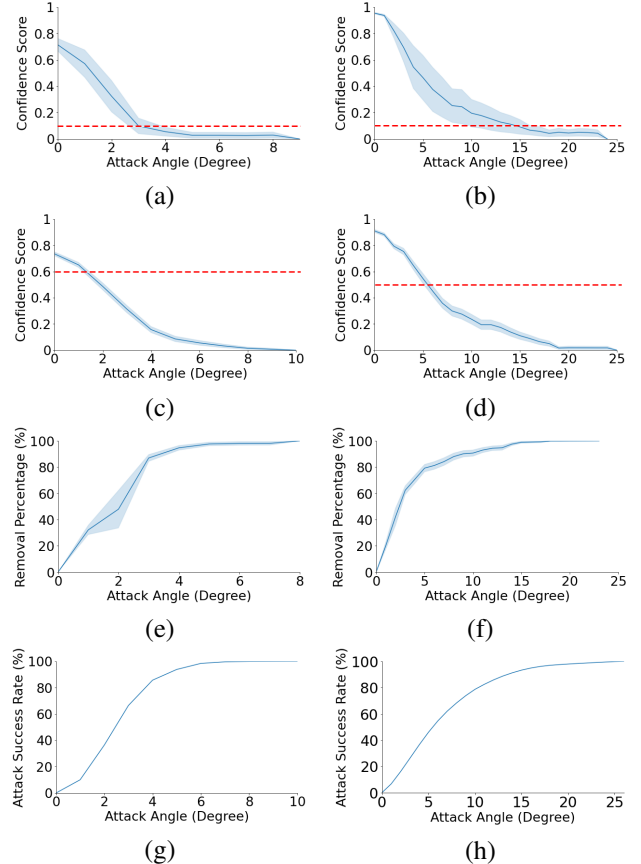 1
0.8
0.6
0.4
0.2
0
Confidence Score
0 2 4 6 8
Attack Angle (Degree)
(a)
1
0.8
0.6
0.4
0.2
0
Confidence Score
0 5 10 15 20 25
Attack Angle (Degree)
(b)
1
0.8
0.6
0.4
0.2
0
Confidence Score
0 2 4 6 8 10
Attack Angle (Degree)
(c)
1
0.8
0.6
0.4
0.2
0
Confidence Score
0 5 10 15 20 25
Attack Angle (Degree)
(d)
100
80
60
40
20
0
Removal Percentage (%)
0 2 4 6 8
Attack Angle (Degree)
(e)
100
80
60
40
20
0
Removal Percentage (%)
0 5 10 15 20 25
Attack Angle (Degree)
(f)
100
80
60
40
20
0
Attack Success Rate (%)
0 2 4 6 8 10
Attack Angle (Degree)
(g)
100
80
60
40
20
0
Attack Success Rate (%)
0 5 10 15 20 25
Attack Angle (Degree)
(h)